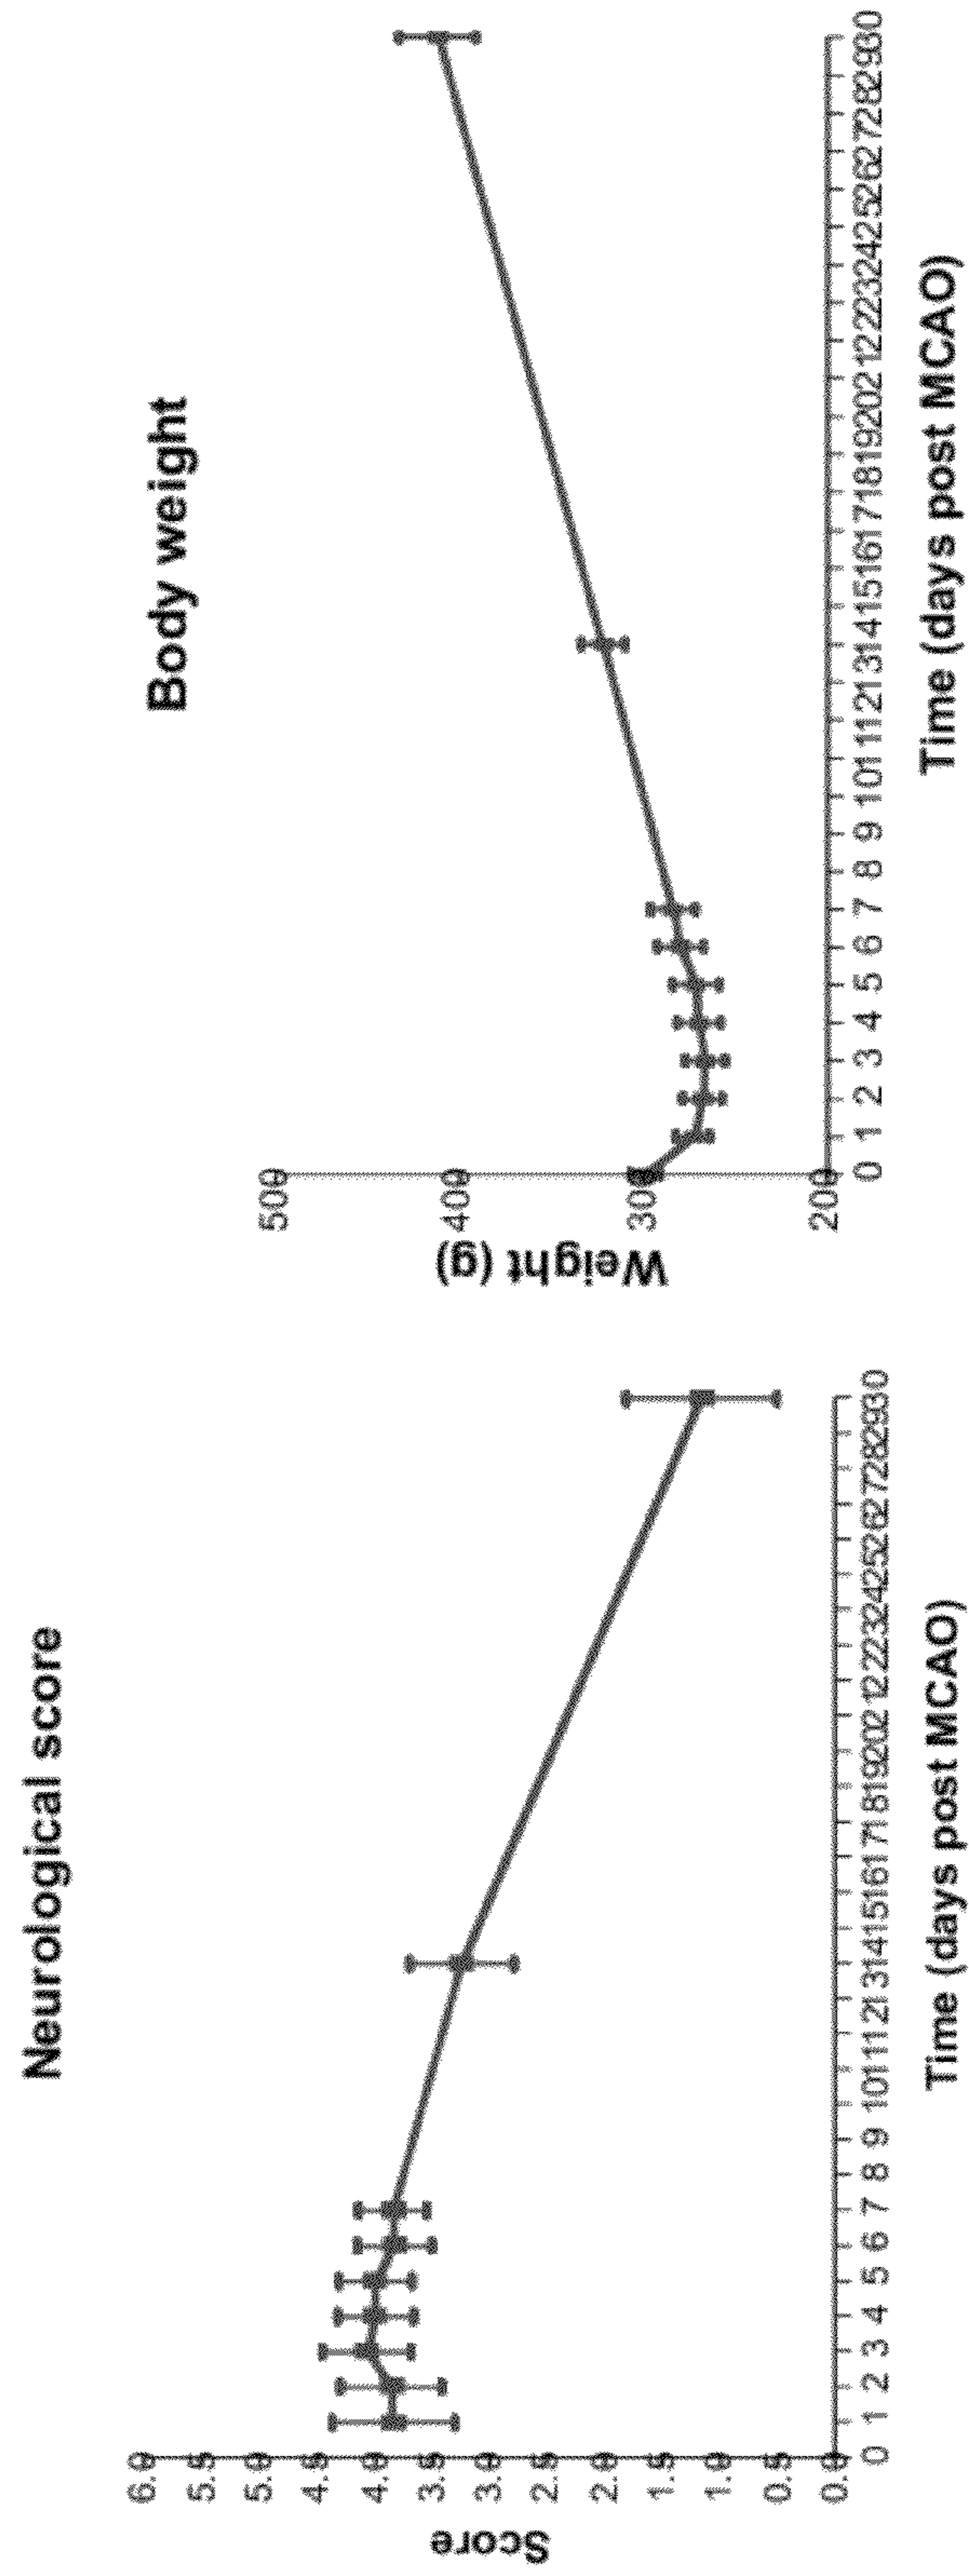 Neurological score
Score
6.0
5.5
5.0
4.5
4.0
3.5
3.0
2.5
2.0
1.5
1.0
0.5
0.0
0 1 2 3 4 5 6 7 8 9 101112131415161718192021222324252627282930
Time (days post MCAO)
Body weight
Weight (g)
500
400
300
200
0 1 2 3 4 5 6 7 8 9 101112131415161718192021222324252627282930
Time (days post MCAO)